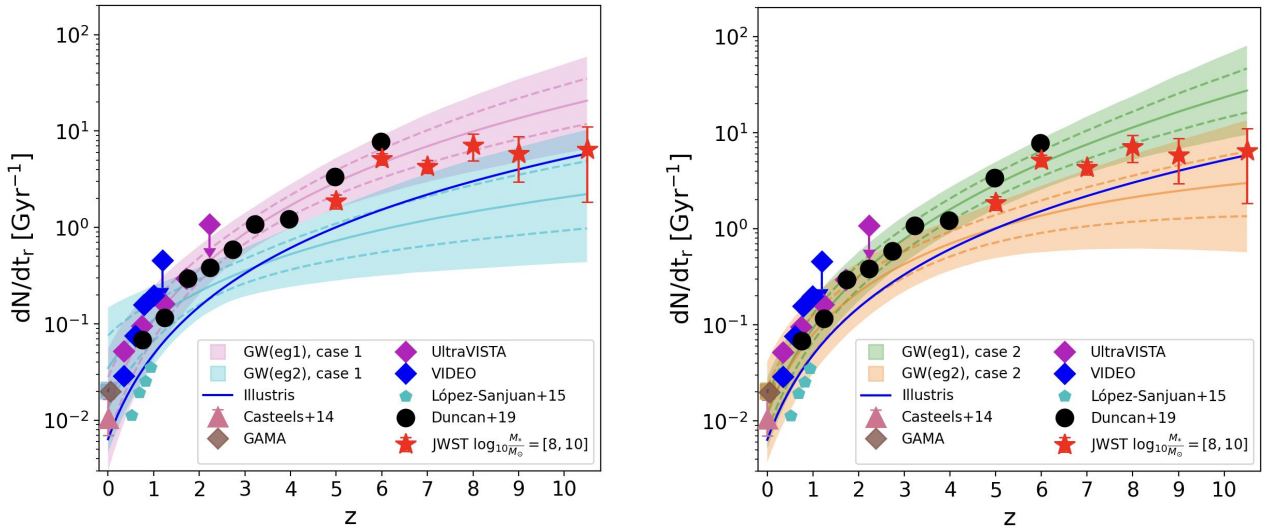 10²
10¹
10⁰
10⁻¹
10⁻²
dN/dtᵣ [Gyr⁻¹]
GW(eg1), case 1
GW(eg2), case 1
Illustris
Casteels+14
GAMA
UltraVISTA
VIDEO
López-Sanjuan+15
Duncan+19
JWST log₁₀ M*/M⊙ = [8, 10]
0 1 2 3 4 5 6 7 8 9 10
z
10²
10¹
10⁰
10⁻¹
10⁻²
dN/dtᵣ [Gyr⁻¹]
GW(eg1), case 2
GW(eg2), case 2
Illustris
Casteels+14
GAMA
UltraVISTA
VIDEO
López-Sanjuan+15
Duncan+19
JWST log₁₀ M*/M⊙ = [8, 10]
0 1 2 3 4 5 6 7 8 9 10
z